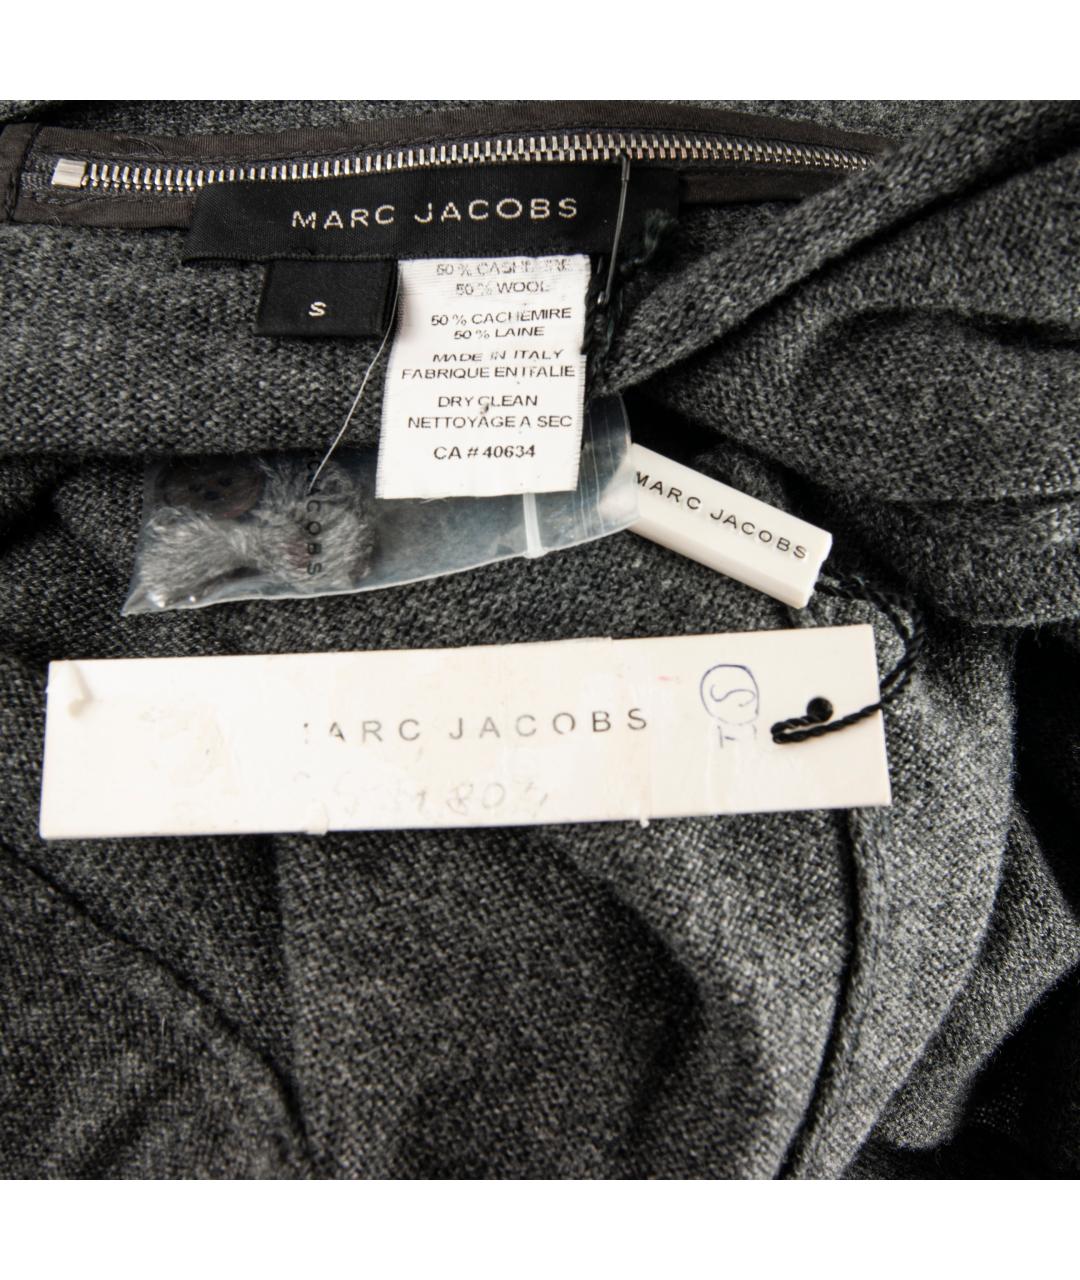 MARC JACOBS
S
50 % CASHMERE
50 % WOOL
50 % CACHEMIRE
50 % LAINE
MADE IN ITALY
FABRIQUE EN ITALIE
DRY CLEAN
NETTOYAGE A SEC
CA # 40634
JACOBS
MARC JACOBS
ARC JACOBS
S